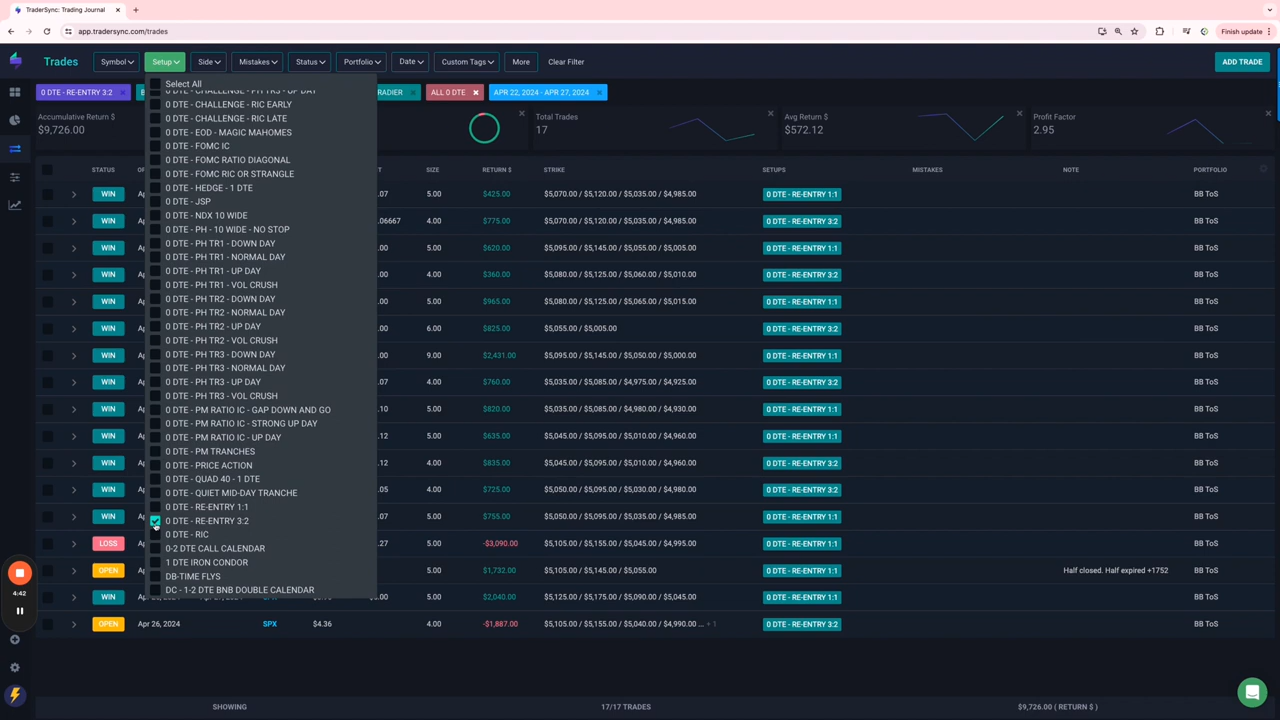 TraderSync: Trading Journal
app.tradersync.com/trades
Finish update
Trades
Symbol
Setup
Side
Mistakes
Status
Portfolio
Date
Custom Tags
More
Clear Filter
ADD TRADE
0 DTE - RE-ENTRY 3:2
ALL 0 DTE
APR 22, 2024 - APR 27, 2024
Select All
0 DTE - CHALLENGE - PH TR3 - UP DAY
0 DTE - CHALLENGE - RIC EARLY
0 DTE - CHALLENGE - RIC LATE
0 DTE - EOD - MAGIC MAHOMES
0 DTE - FOMC IC
0 DTE - FOMC RATIO DIAGONAL
0 DTE - FOMC RIC OR STRANGLE
0 DTE - HEDGE - 1 DTE
0 DTE - JSP
0 DTE - NDX 10 WIDE
0 DTE - PH - 10 WIDE - NO STOP
0 DTE - PH TR1 - DOWN DAY
0 DTE - PH TR1 - NORMAL DAY
0 DTE - PH TR1 - UP DAY
0 DTE - PH TR1 - VOL CRUSH
0 DTE - PH TR2 - DOWN DAY
0 DTE - PH TR2 - NORMAL DAY
0 DTE - PH TR2 - UP DAY
0 DTE - PH TR2 - VOL CRUSH
0 DTE - PH TR3 - DOWN DAY
0 DTE - PH TR3 - NORMAL DAY
0 DTE - PH TR3 - UP DAY
0 DTE - PH TR3 - VOL CRUSH
0 DTE - PM RATIO IC - GAP DOWN AND GO
0 DTE - PM RATIO IC - STRONG UP DAY
0 DTE - PM RATIO IC - UP DAY
0 DTE - PM TRANCHES
0 DTE - PRICE ACTION
0 DTE - QUAD 40 - 1 DTE
0 DTE - QUIET MID-DAY TRANCHE
0 DTE - RE-ENTRY 1:1
0 DTE - RE-ENTRY 3:2
0 DTE - RIC
0-2 DTE CALL CALENDAR
1 DTE IRON CONDOR
DB-TIME FLYS
DC - 1-2 DTE BNB DOUBLE CALENDAR
Accumulative Return $
$9,726.00
Total Trades
17
Avg Return $
$572.12
Profit Factor
2.95
STATUS SIZE RETURN $ STRIKE SETUPS MISTAKES NOTE PORTFOLIO
WIN 5.00 $425.00 $5,070.00 / $5,120.00 / $5,035.00 / $4,985.00 0 DTE - RE-ENTRY 1:1 BB ToS
WIN .06667 4.00 $775.00 $5,070.00 / $5,120.00 / $5,035.00 / $4,985.00 0 DTE - RE-ENTRY 3:2 BB ToS
WIN 5.00 $620.00 $5,095.00 / $5,145.00 / $5,055.00 / $5,005.00 0 DTE - RE-ENTRY 1:1 BB ToS
WIN 4.00 $360.00 $5,080.00 / $5,125.00 / $5,060.00 / $5,010.00 0 DTE - RE-ENTRY 3:2 BB ToS
WIN 5.00 $965.00 $5,080.00 / $5,125.00 / $5,065.00 / $5,015.00 0 DTE - RE-ENTRY 1:1 BB ToS
WIN 6.00 $825.00 $5,055.00 / $5,005.00 0 DTE - RE-ENTRY 3:2 BB ToS
WIN 9.00 $2,431.00 $5,095.00 / $5,145.00 / $5,050.00 / $5,000.00 0 DTE - RE-ENTRY 1:1 BB ToS
WIN .07 4.00 $760.00 $5,035.00 / $5,085.00 / $4,975.00 / $4,925.00 0 DTE - RE-ENTRY 3:2 BB ToS
WIN .10 5.00 $820.00 $5,035.00 / $5,085.00 / $4,980.00 / $4,930.00 0 DTE - RE-ENTRY 1:1 BB ToS
WIN .12 5.00 $635.00 $5,045.00 / $5,095.00 / $5,010.00 / $4,960.00 0 DTE - RE-ENTRY 1:1 BB ToS
WIN .12 4.00 $835.00 $5,045.00 / $5,095.00 / $5,010.00 / $4,960.00 0 DTE - RE-ENTRY 3:2 BB ToS
WIN .05 4.00 $725.00 $5,045.00 / $5,095.00 / $5,030.00 / $4,980.00 0 DTE - RE-ENTRY 3:2 BB ToS
WIN .07 5.00 $755.00 $5,045.00 / $5,095.00 / $5,030.00 / $4,980.00 0 DTE - RE-ENTRY 1:1 BB ToS
LOSS .27 5.00 -$3,090.00 $5,105.00 / $5,155.00 / $5,045.00 / $4,995.00 0 DTE - RE-ENTRY 1:1 BB ToS
OPEN 5.00 $1,732.00 $5,105.00 / $5,145.00 / $5,055.00 0 DTE - RE-ENTRY 1:1 Half closed. Half expired +1752 BB ToS
WIN $2,040.00 $5,125.00 / $5,175.00 / $5,090.00 / $5,045.00 0 DTE - RE-ENTRY 1:1 BB ToS
OPEN Apr 26, 2024 SPX $4.36 4.00 -$1,887.00 $5,105.00 / $5,155.00 / $5,040.00 / $4,990.00 ... + 1 0 DTE - RE-ENTRY 3:2 BB ToS
4:42
SHOWING 17/17 TRADES $9,726.00 ( RETURN $ )